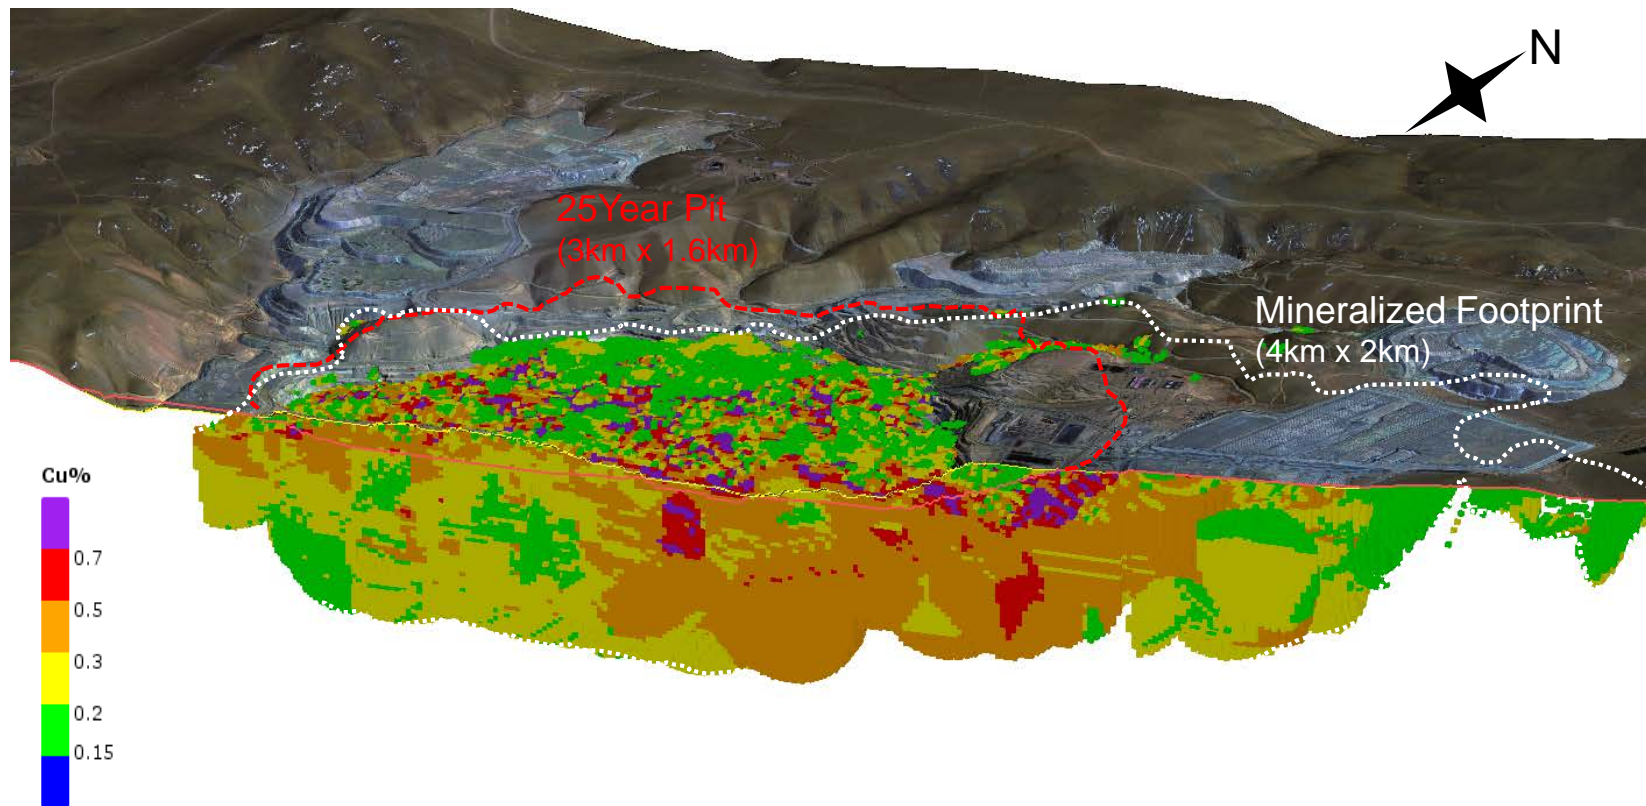 N
25Year Pit
(3km x 1.6km)
Mineralized Footprint
(4km x 2km)
Cu%
0.7
0.5
0.3
0.2
0.15